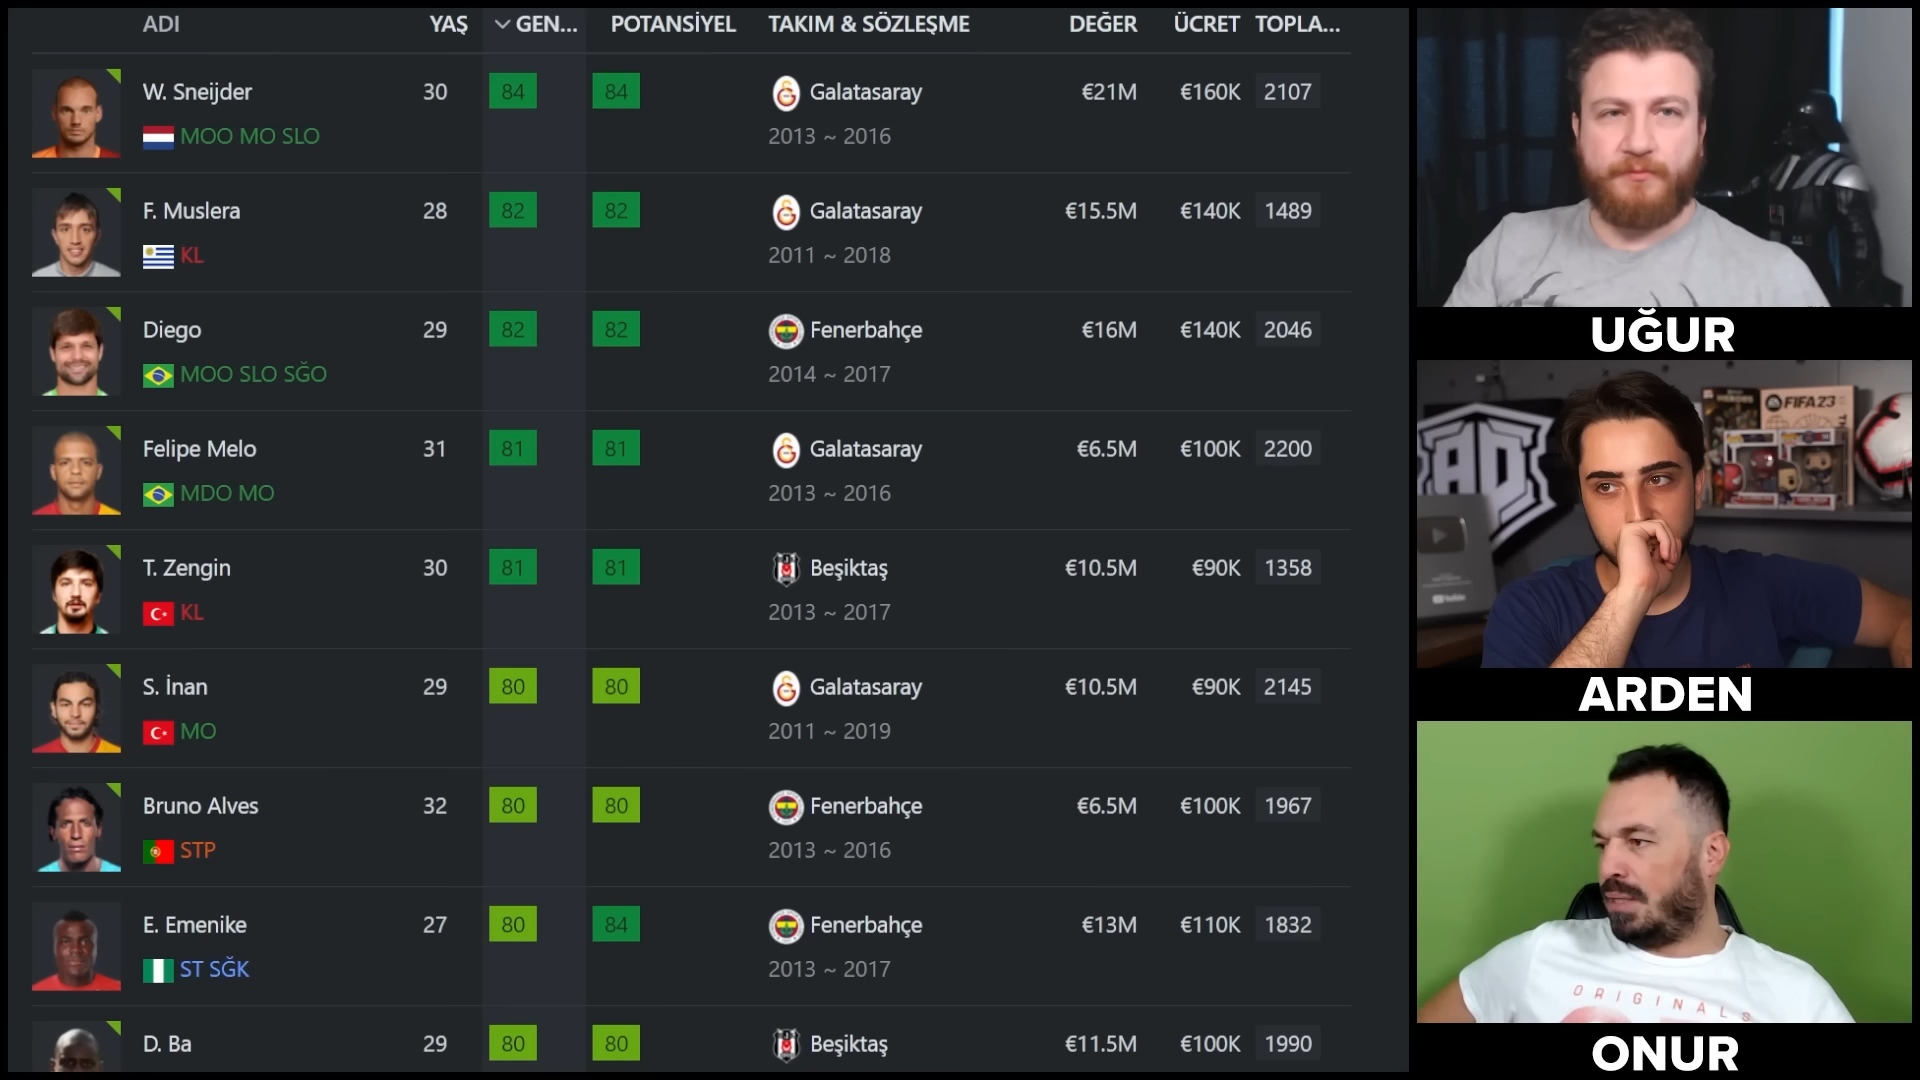 ADI YAŞ GEN... POTANSİYEL TAKIM & SÖZLEŞME DEĞER ÜCRET TOPLA...
W. Sneijder 30 84 84 Galatasaray €21M €160K 2107
MOO MO SLO 2013 ~ 2016
F. Muslera 28 82 82 Galatasaray €15.5M €140K 1489
KL 2011 ~ 2018
Diego 29 82 82 Fenerbahçe €16M €140K 2046
MOO SLO SĞO 2014 ~ 2017
Felipe Melo 31 81 81 Galatasaray €6.5M €100K 2200
MDO MO 2013 ~ 2016
T. Zengin 30 81 81 Beşiktaş €10.5M €90K 1358
KL 2013 ~ 2017
S. İnan 29 80 80 Galatasaray €10.5M €90K 2145
MO 2011 ~ 2019
Bruno Alves 32 80 80 Fenerbahçe €6.5M €100K 1967
STP 2013 ~ 2016
E. Emenike 27 80 84 Fenerbahçe €13M €110K 1832
ST SĞK 2013 ~ 2017
D. Ba 29 80 80 Beşiktaş €11.5M €100K 1990
UĞUR
AD
FIFA 23
ARDEN
ORIGINALS
ONUR